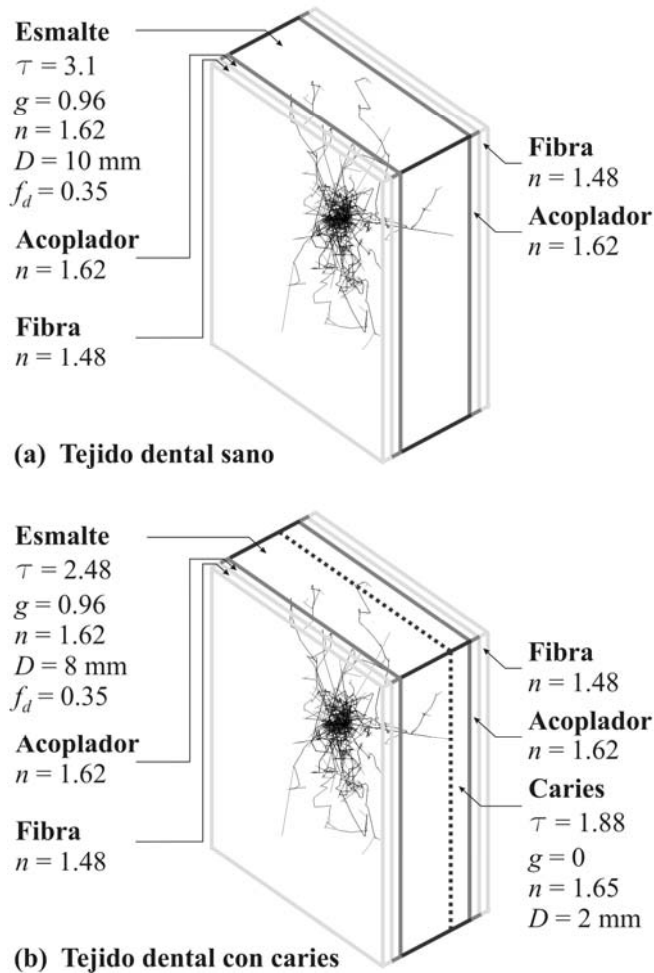 Esmalte
τ = 3.1
g = 0.96
n = 1.62
D = 10 mm
f_d = 0.35
Acoplador
n = 1.62
Fibra
n = 1.48
Fibra
n = 1.48
Acoplador
n = 1.62
(a) Tejido dental sano
Esmalte
τ = 2.48
g = 0.96
n = 1.62
D = 8 mm
f_d = 0.35
Acoplador
n = 1.62
Fibra
n = 1.48
Fibra
n = 1.48
Acoplador
n = 1.62
Caries
τ = 1.88
g = 0
n = 1.65
D = 2 mm
(b) Tejido dental con caries